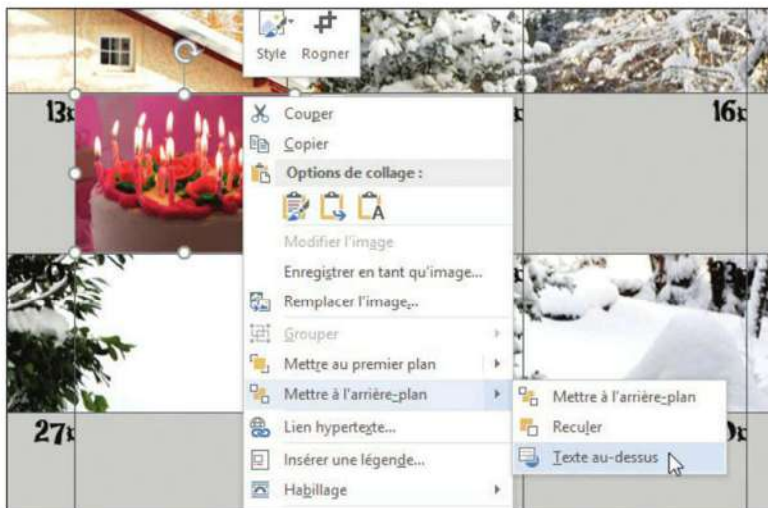 Style Rogner
13
16
Couper
Copier
Options de collage :
Modifier l'image
Enregistrer en tant qu'image...
Remplacer l'image...
Grouper
Mettre au premier plan
Mettre à l'arrière-plan
Mettre à l'arrière-plan
Lien hypertexte...
Reculer
27
Insérer une légende...
Texte au-dessus
Habillage